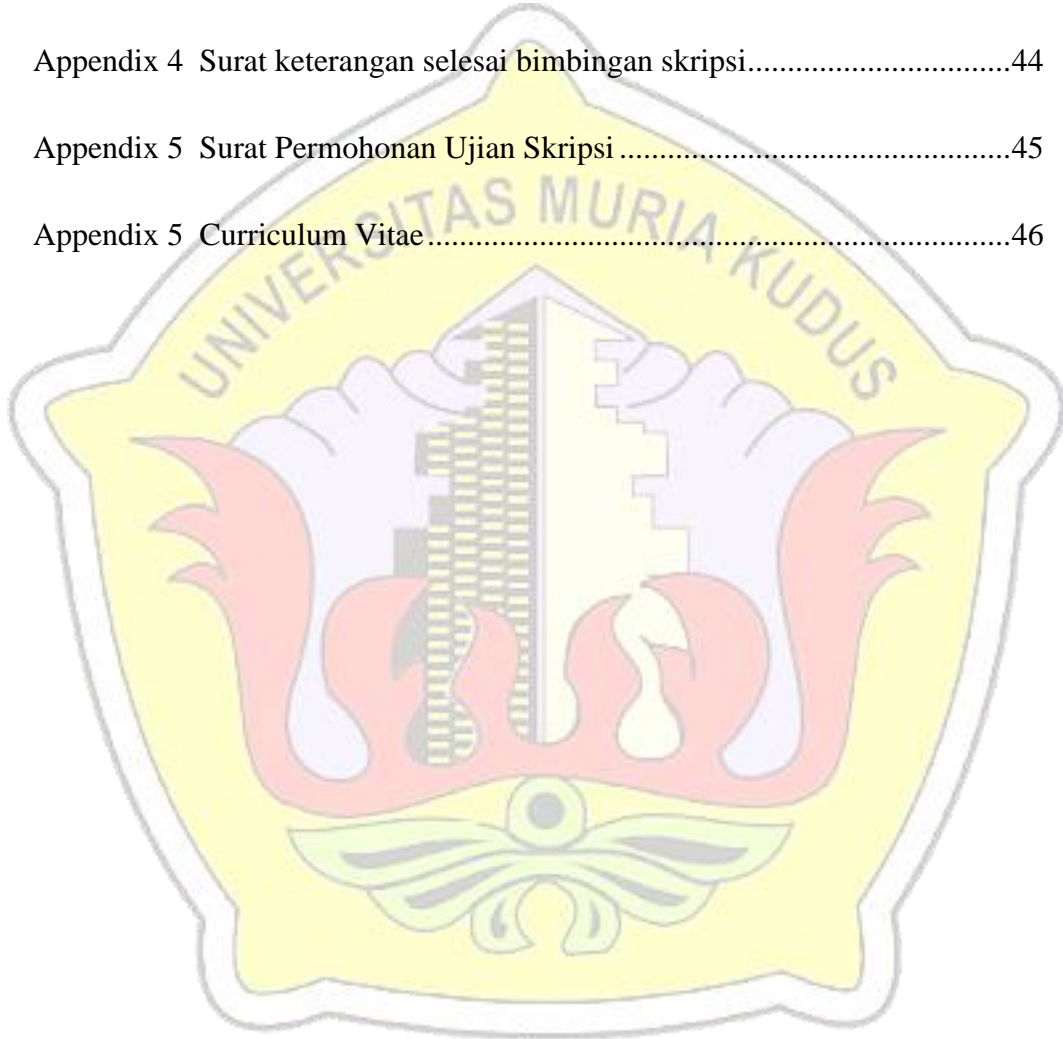 Appendix 4 Surat keterangan selesai bimbingan skripsi.................................44
Appendix 5 Surat Permohonan Ujian Skripsi.................................................45
Appendix 5 Curriculum Vitae.........................................................................46
UNIVERSITAS MURIA KUDUS